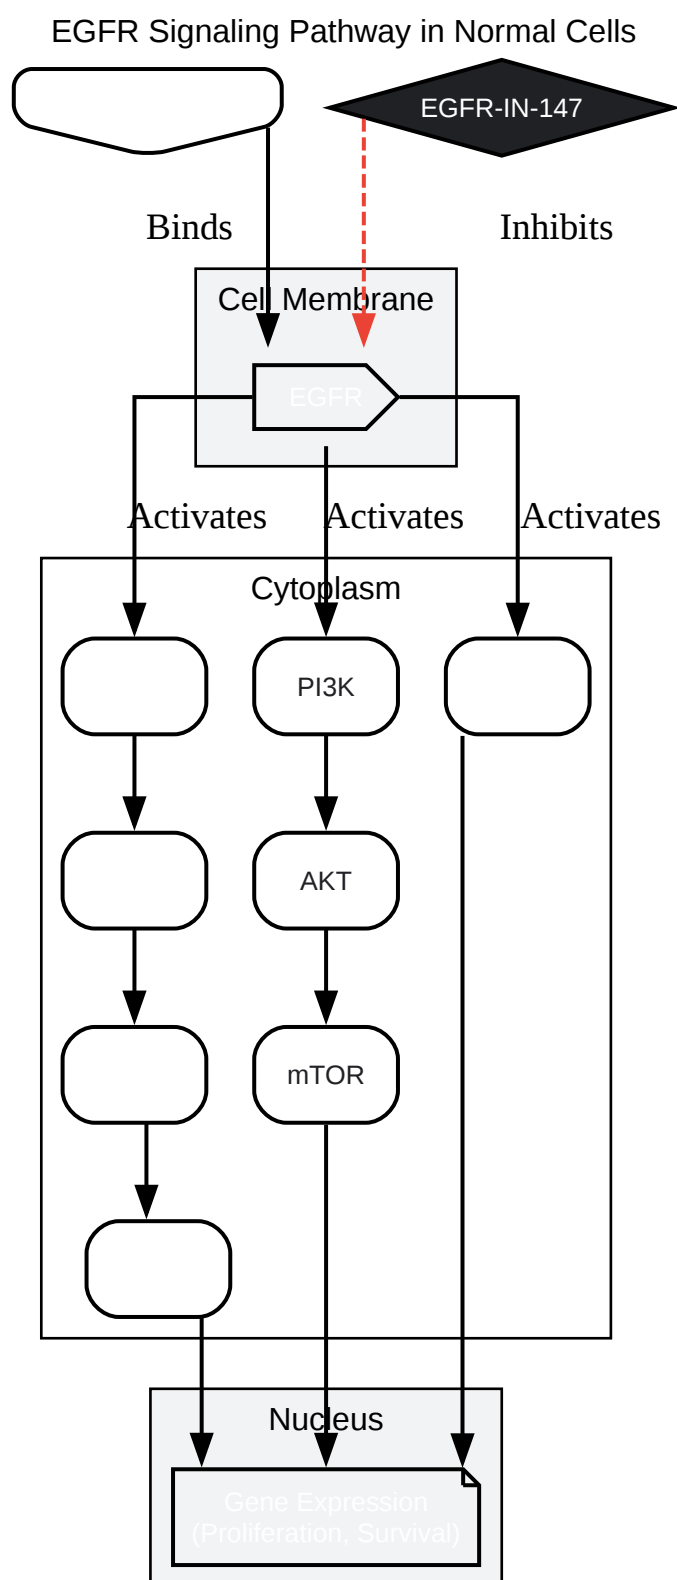 EGFR Signaling Pathway in Normal Cells
EGFR-IN-147
Binds
Inhibits
Cell Membrane
EGFR
Activates
Activates
Activates
Cytoplasm
PI3K
AKT
mTOR
Nucleus
Gene Expression
(Proliferation, Survival)